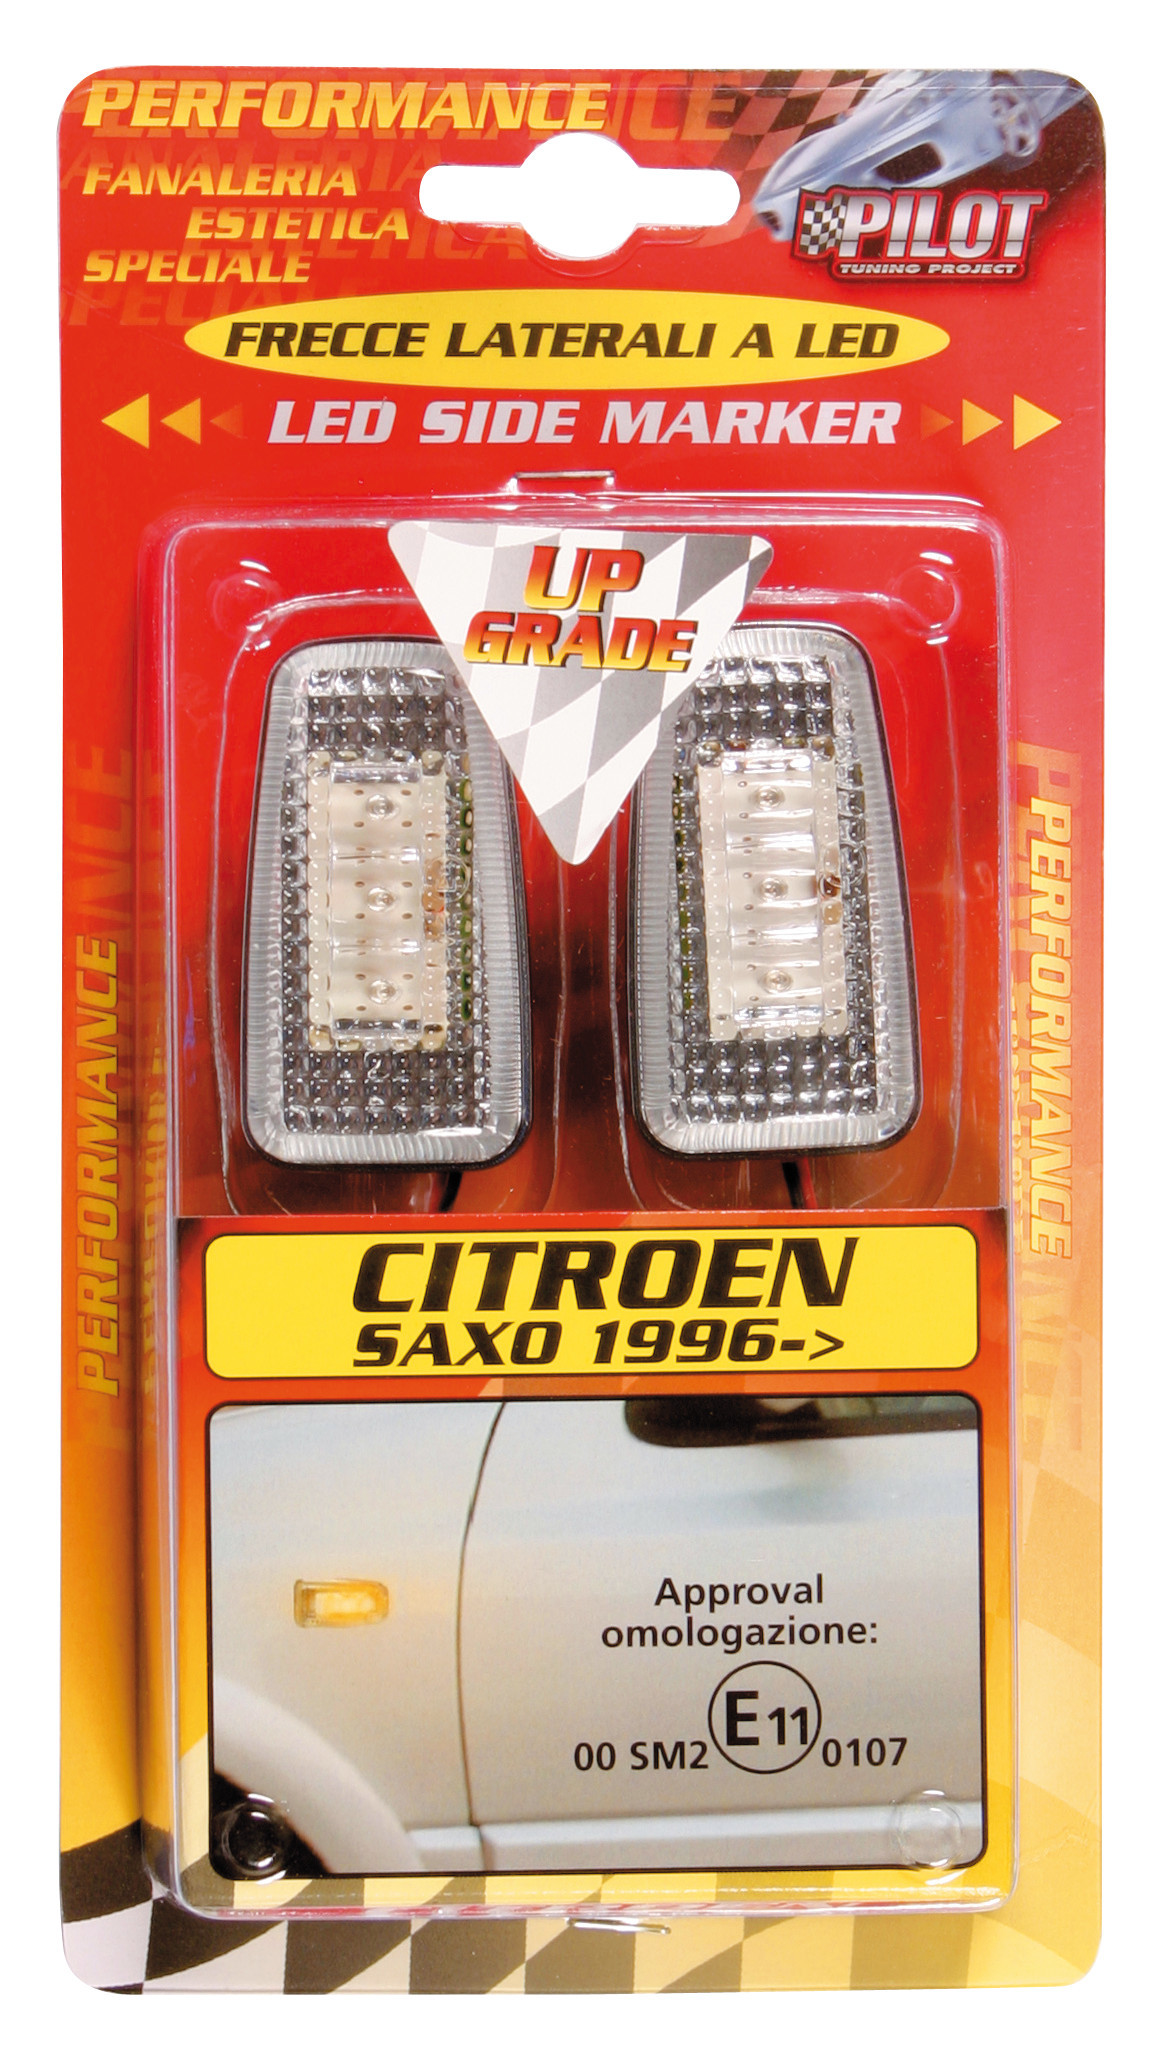 PERFORMANCE
FANALERIA
ESTETICA
SPECIALE
PILOT
TUNING PROJECT
FRECCE LATERALI A LED
LED SIDE MARKER
UP
GRADE
PERFORMANCE
PERFORMANCE
CITROEN
SAXO 1996->
Approval
omologazione:
00 SM2 E11 0107